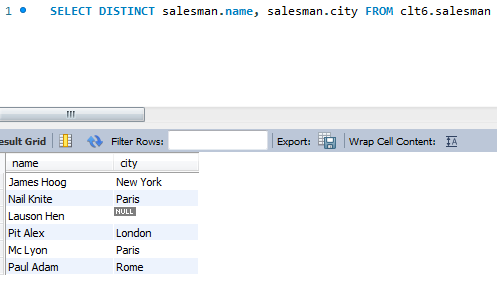 1 SELECT DISTINCT salesman.name, salesman.city FROM clt6.salesman
esult Grid Filter Rows: Export: Wrap Cell Content:
name city
James Hoog New York
Nail Knite Paris
Lauson Hen NULL
Pit Alex London
Mc Lyon Paris
Paul Adam Rome